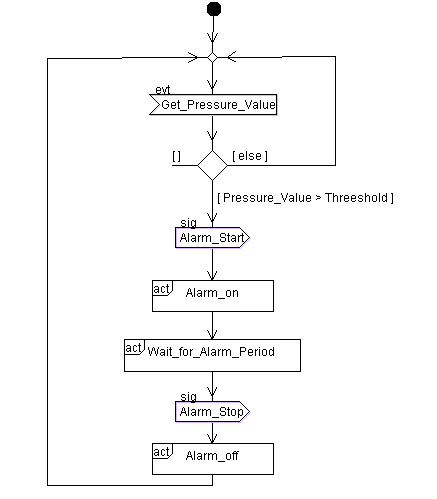 evt
Get_Pressure_Value
[ ]
[ else ]
[ Pressure_Value > Threeshold ]
sig
Alarm_Start
act
Alarm_on
act
Wait_for_Alarm_Period
sig
Alarm_Stop
act
Alarm_off